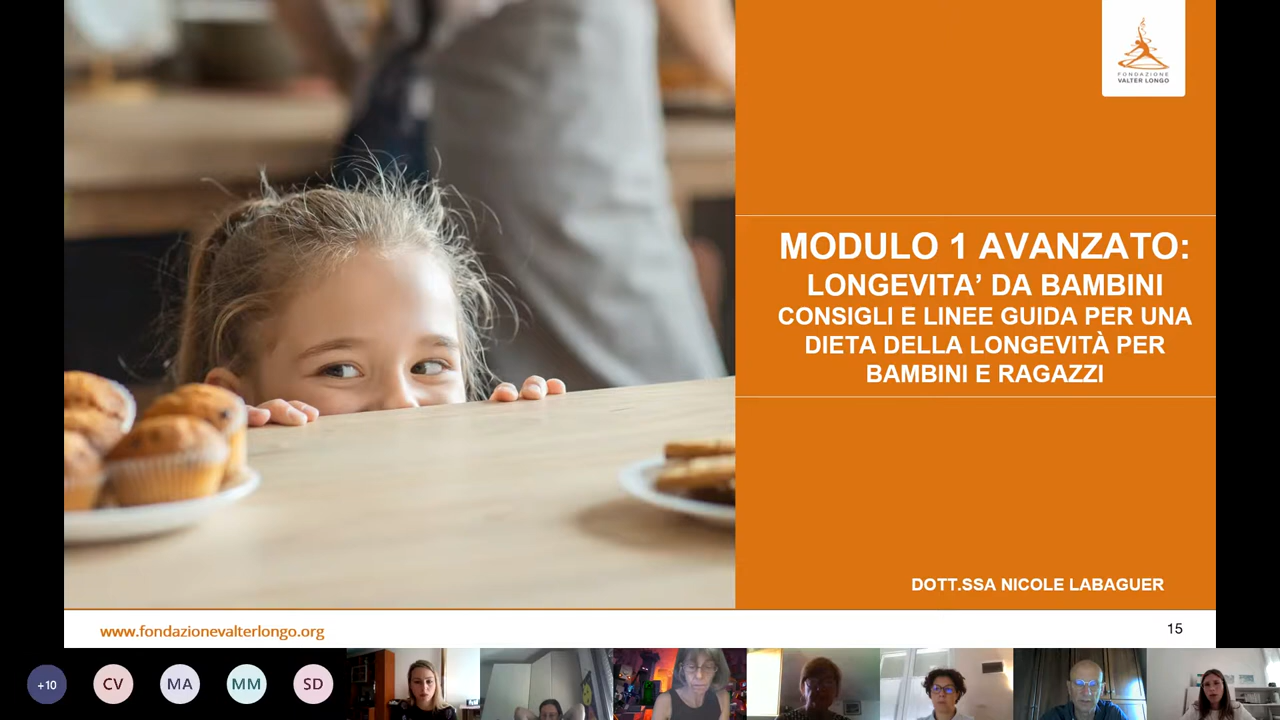 FONDAZIONE
VALTER LONGO
MODULO 1 AVANZATO:
LONGEVITA’ DA BAMBINI
CONSIGLI E LINEE GUIDA PER UNA
DIETA DELLA LONGEVITÀ PER
BAMBINI E RAGAZZI
DOTT.SSA NICOLE LABAGUER
www.fondazionevalterlongo.org
15
+10
CV
MA
MM
SD